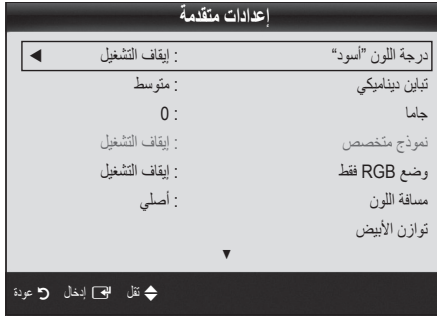 إعدادات متقدمة
درجة اللون "أسود" : إيقاف التشغيل
تباين ديناميكي : متوسط
جاما : 0
نموذج متخصص : إيقاف التشغيل
وضع RGB فقط : إيقاف التشغيل
مسافة اللون : أصلي
توازن الأبيض
نقل إدخال عودة